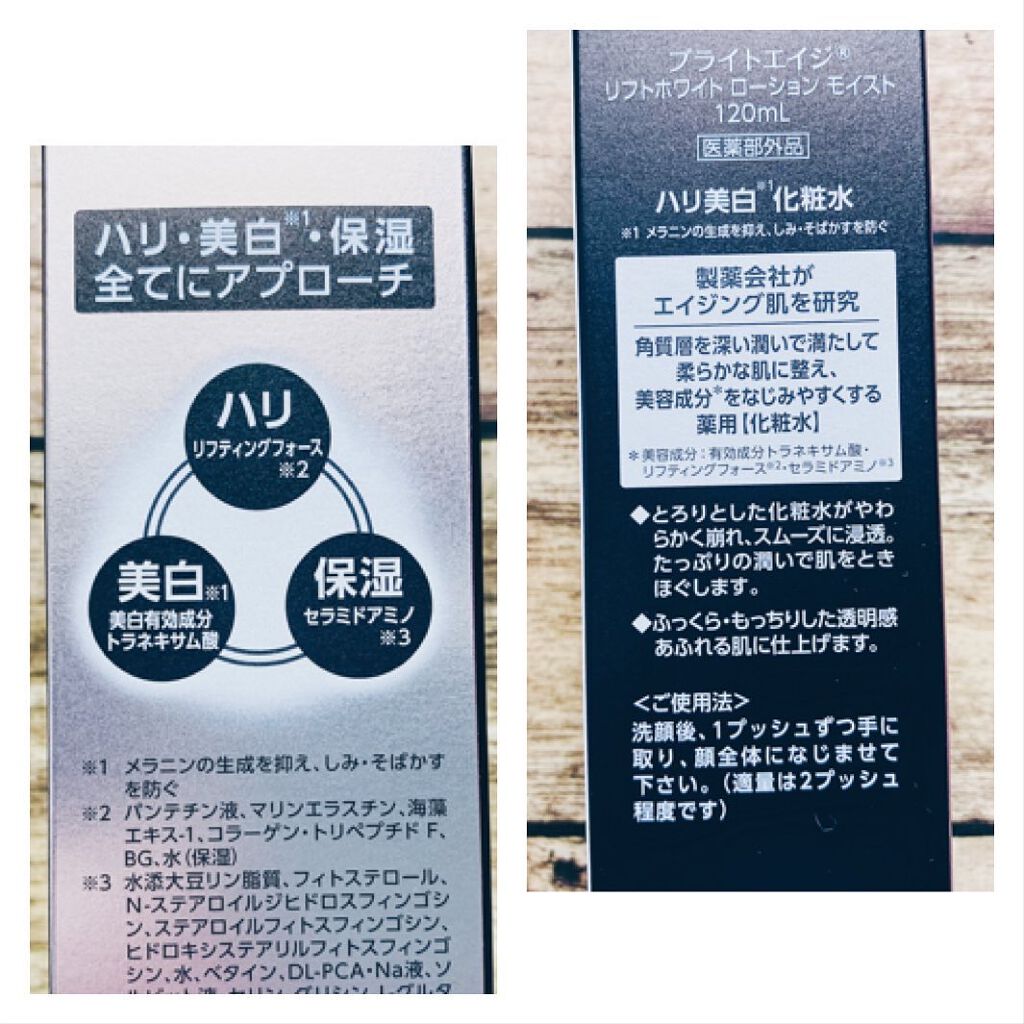 ハリ・美白※1・保湿
全てにアプローチ
ハリ
リフティングフォース
※2
美白※1
美白有効成分
トラネキサム酸
保湿
セラミドアミノ
※3
※1 メラニンの生成を抑え、しみ・そばかす
を防ぐ
※2 パンテチン液、マリンエラスチン、海藻
エキス-1、コラーゲン・トリペプチド F、
BG、水(保湿)
※3 水添大豆リン脂質、フィトステロール、
N-ステアロイルジヒドロスフィンゴシ
ン、ステアロイルフィトスフィンゴシン、
ヒドロキシステアリルフィトスフィンゴ
シン、水、ベタイン、DL-PCA・Na液、ソ
ルビット液、セリン、グリシン、L-グルタ
ブライトエイジ®
リフトホワイト ローション モイスト
120mL
医薬部外品
ハリ美白※1化粧水
※1 メラニンの生成を抑え、しみ・そばかすを防ぐ
製薬会社が
エイジング肌を研究
角質層を深い潤いで満たして
柔らかな肌に整え、
美容成分*をなじみやすくする
薬用【化粧水】
*美容成分:有効成分トラネキサム酸・
リフティングフォース※2・セラミドアミノ※3
◆とろりとした化粧水がやわ
らかく崩れ、スムーズに浸透。
たっぷりの潤いで肌をとき
ほぐします。
◆ふっくら・もっちりした透明感
あふれる肌に仕上げます。
<ご使用法>
洗顔後、1プッシュずつ手に
取り、顔全体になじませて
下さい。(適量は2プッシュ
程度です)